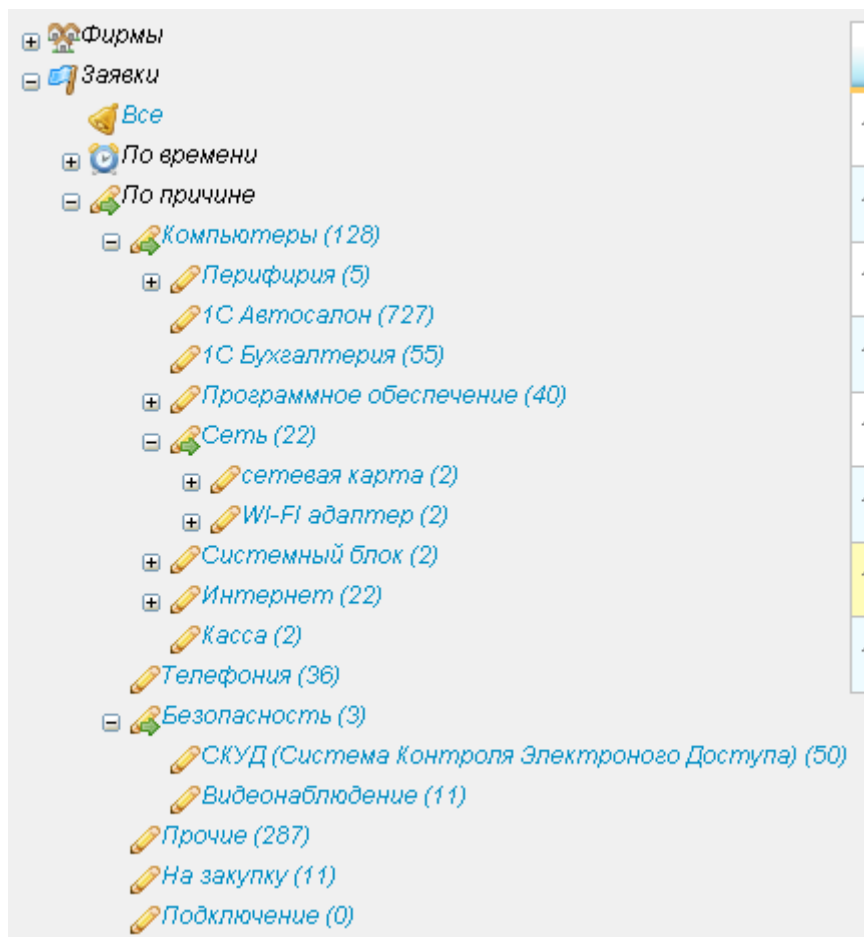 Фирмы
Заявки
Все
По времени
По причине
Компьютеры (128)
Перифирия (5)
1С Автосалон (727)
1С Бухгалтерия (55)
Программное обеспечение (40)
Сеть (22)
сетевая карта (2)
WI-FI адаптер (2)
Системный блок (2)
Интернет (22)
Касса (2)
Телефония (36)
Безопасность (3)
СКУД (Система Контроля Электроного Доступа) (50)
Видеонаблюдение (11)
Прочие (287)
На закупку (11)
Подключение (0)